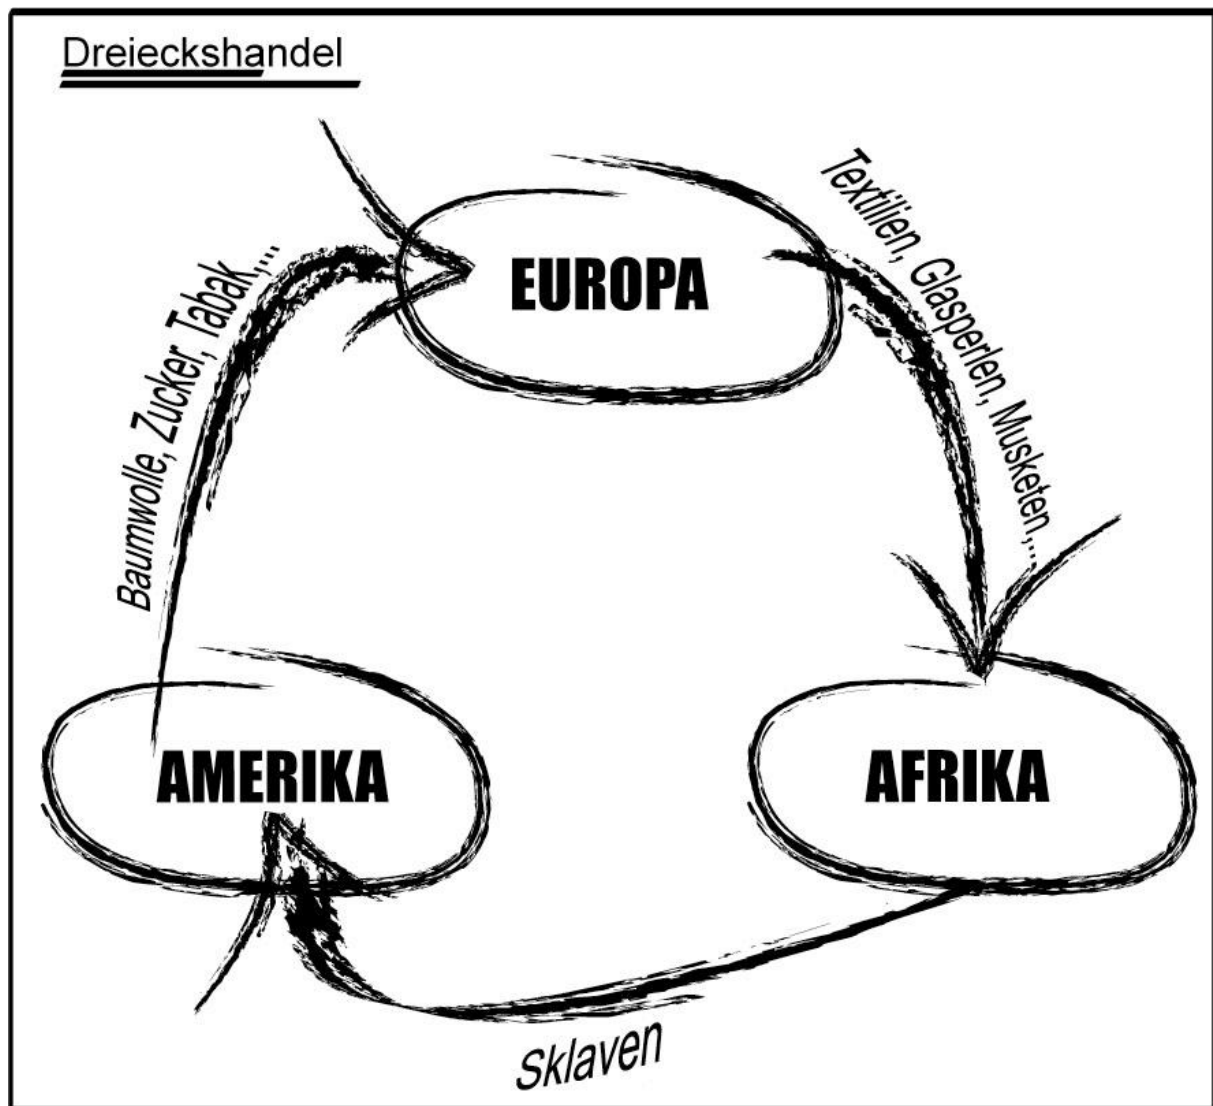 Dreieckshandel
EUROPA
Textilien, Glasperlen, Musketen,...
Baumwolle, Zucker, Tabak,...
AMERIKA
AFRIKA
Sklaven